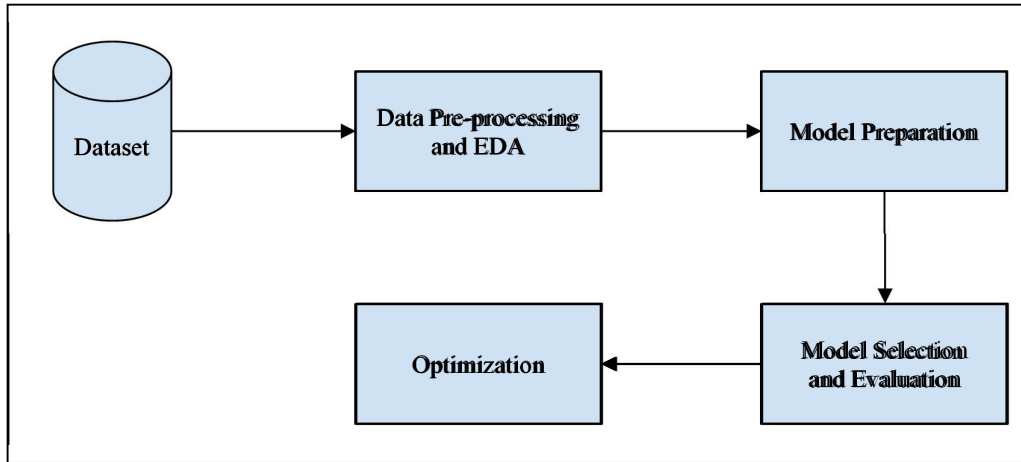 Dataset
Data Pre-processing
and EDA
Model Preparation
Optimization
Model Selection
and Evaluation